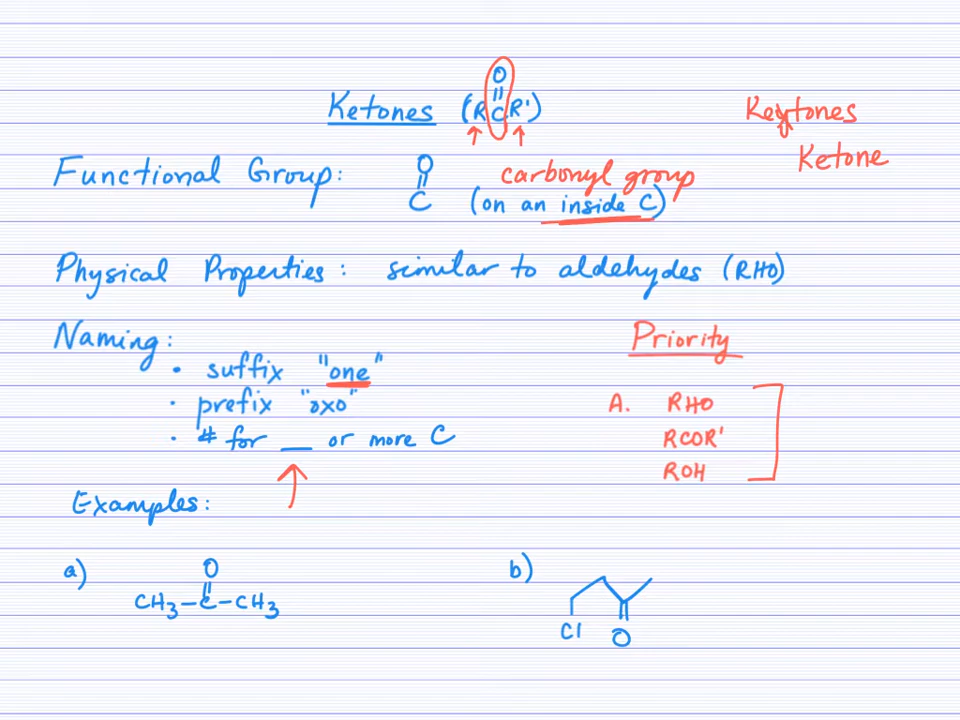 O
Ketones (RCR')
Keytones
Ketone
Functional Group: O
C
carbonyl group
(on an inside C)
Physical Properties: similar to aldehydes (RHO)
Naming:
• suffix "one"
• prefix "oxo"
• # for __ or more C
Priority
A. RHO
RCOR'
ROH
Examples:
a) O
CH3-C-CH3
b)
Cl O